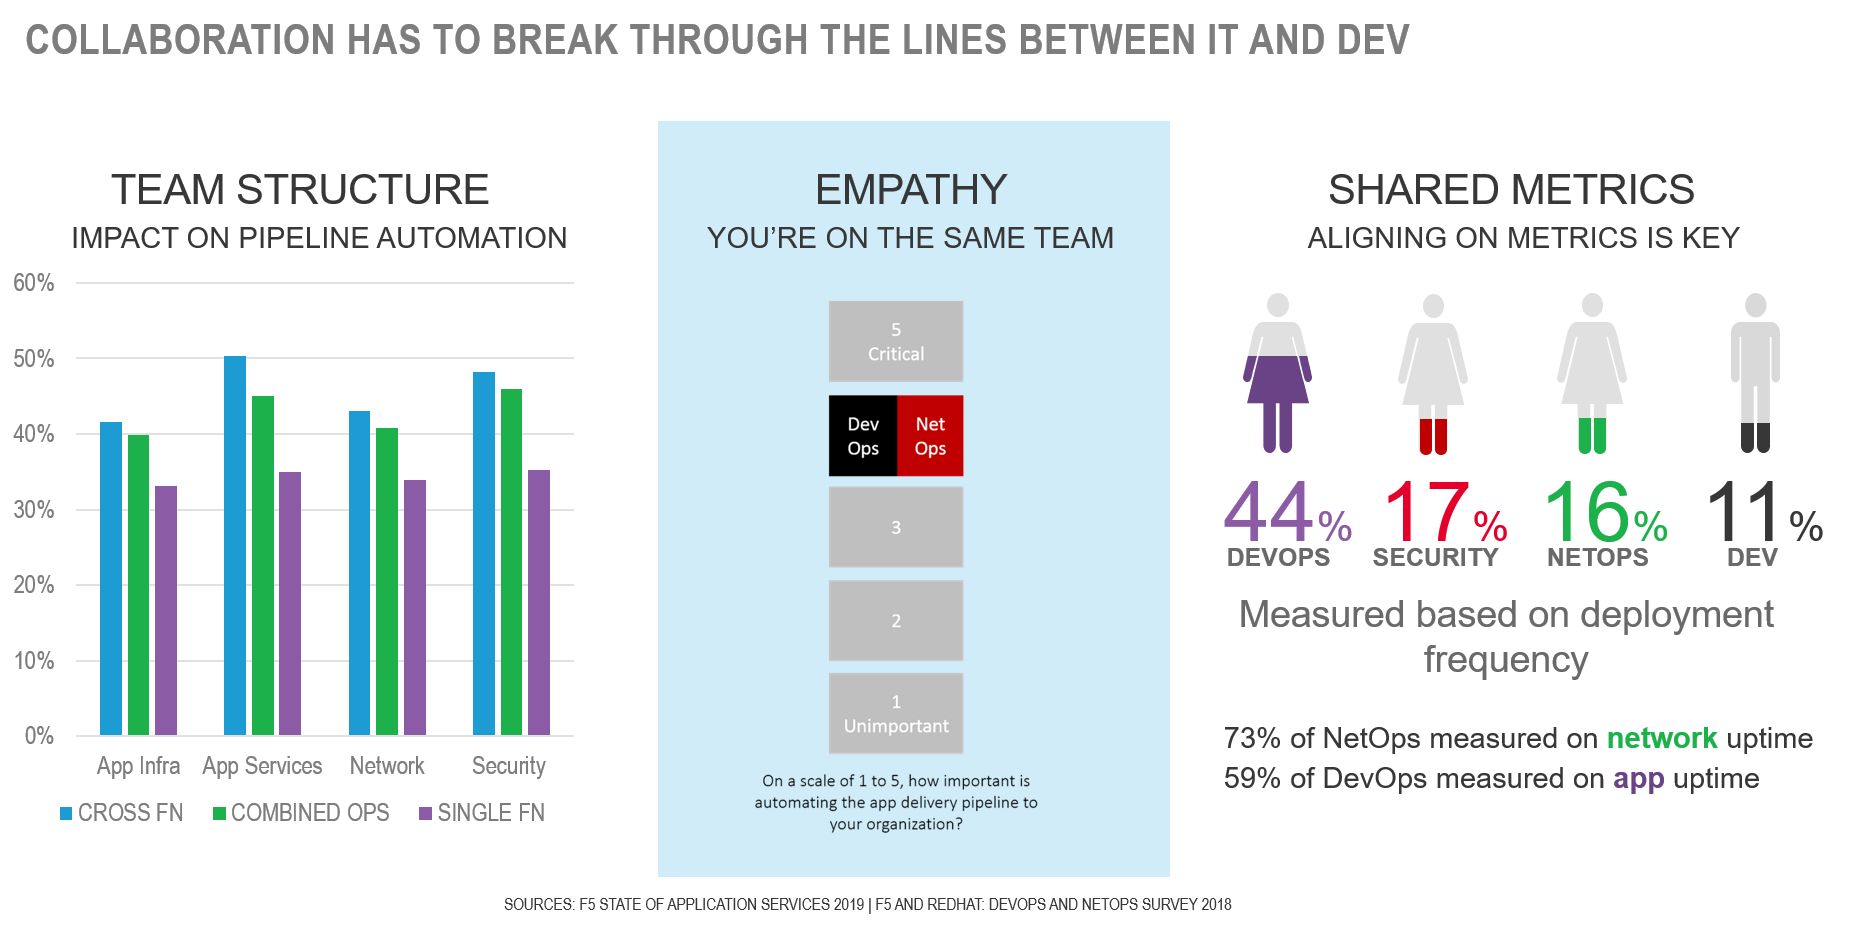 COLLABORATION HAS TO BREAK THROUGH THE LINES BETWEEN IT AND DEV
TEAM STRUCTURE
IMPACT ON PIPELINE AUTOMATION
60%
50%
40%
30%
20%
10%
0%
App Infra
App Services
Network
Security
CROSS FN
COMBINED OPS
SINGLE FN
EMPATHY
YOU’RE ON THE SAME TEAM
5
Critical
Dev
Ops
Net
Ops
3
2
1
Unimportant
On a scale of 1 to 5, how important is
automating the app delivery pipeline to
your organization?
SHARED METRICS
ALIGNING ON METRICS IS KEY
44%
DEVOPS
17%
SECURITY
16%
NETOPS
11%
DEV
Measured based on deployment
frequency
73% of NetOps measured on network uptime
59% of DevOps measured on app uptime
SOURCES: F5 STATE OF APPLICATION SERVICES 2019 | F5 AND REDHAT: DEVOPS AND NETOPS SURVEY 2018